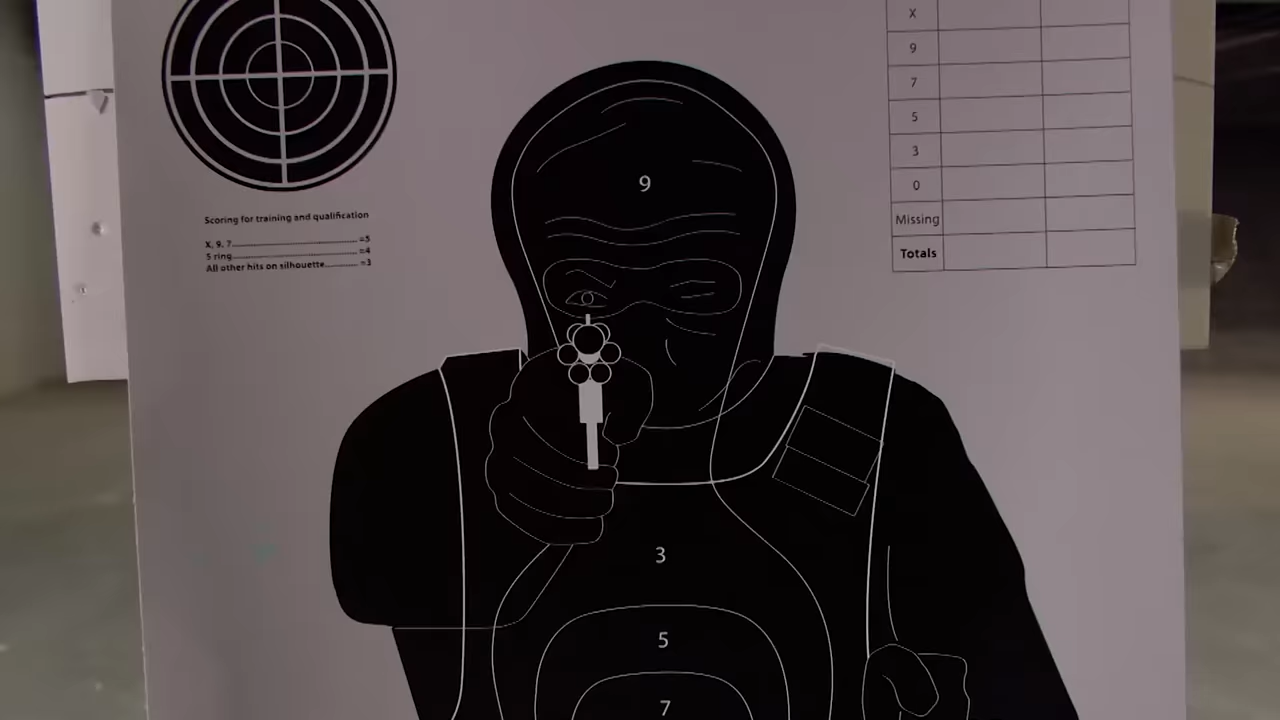 X
9
7
5
3
0
Missing
Totals
Scoring for training and qualification
X, 9, 7.......................................=5
5 ring.......................................=4
All other hits on silhouette...........=3
9
3
5
7